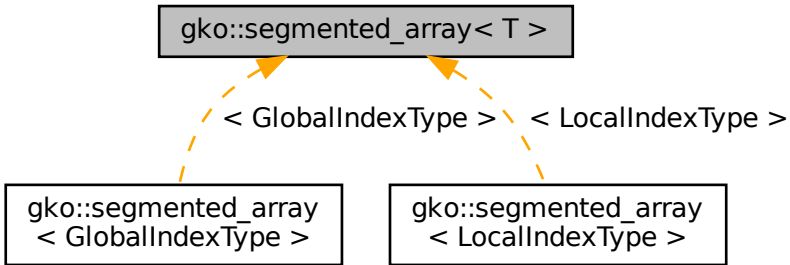 gko::segmented_array< T >
< GlobalIndexType >
< LocalIndexType >
gko::segmented_array
< GlobalIndexType >
gko::segmented_array
< LocalIndexType >